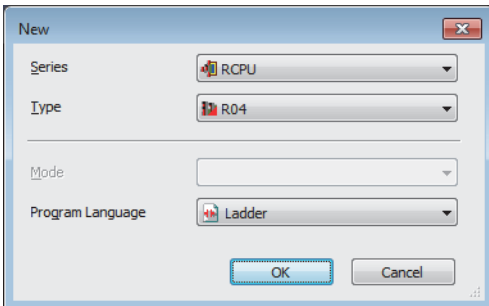 New
Series RCPU
Type R04
Mode
Program Language Ladder
OK Cancel